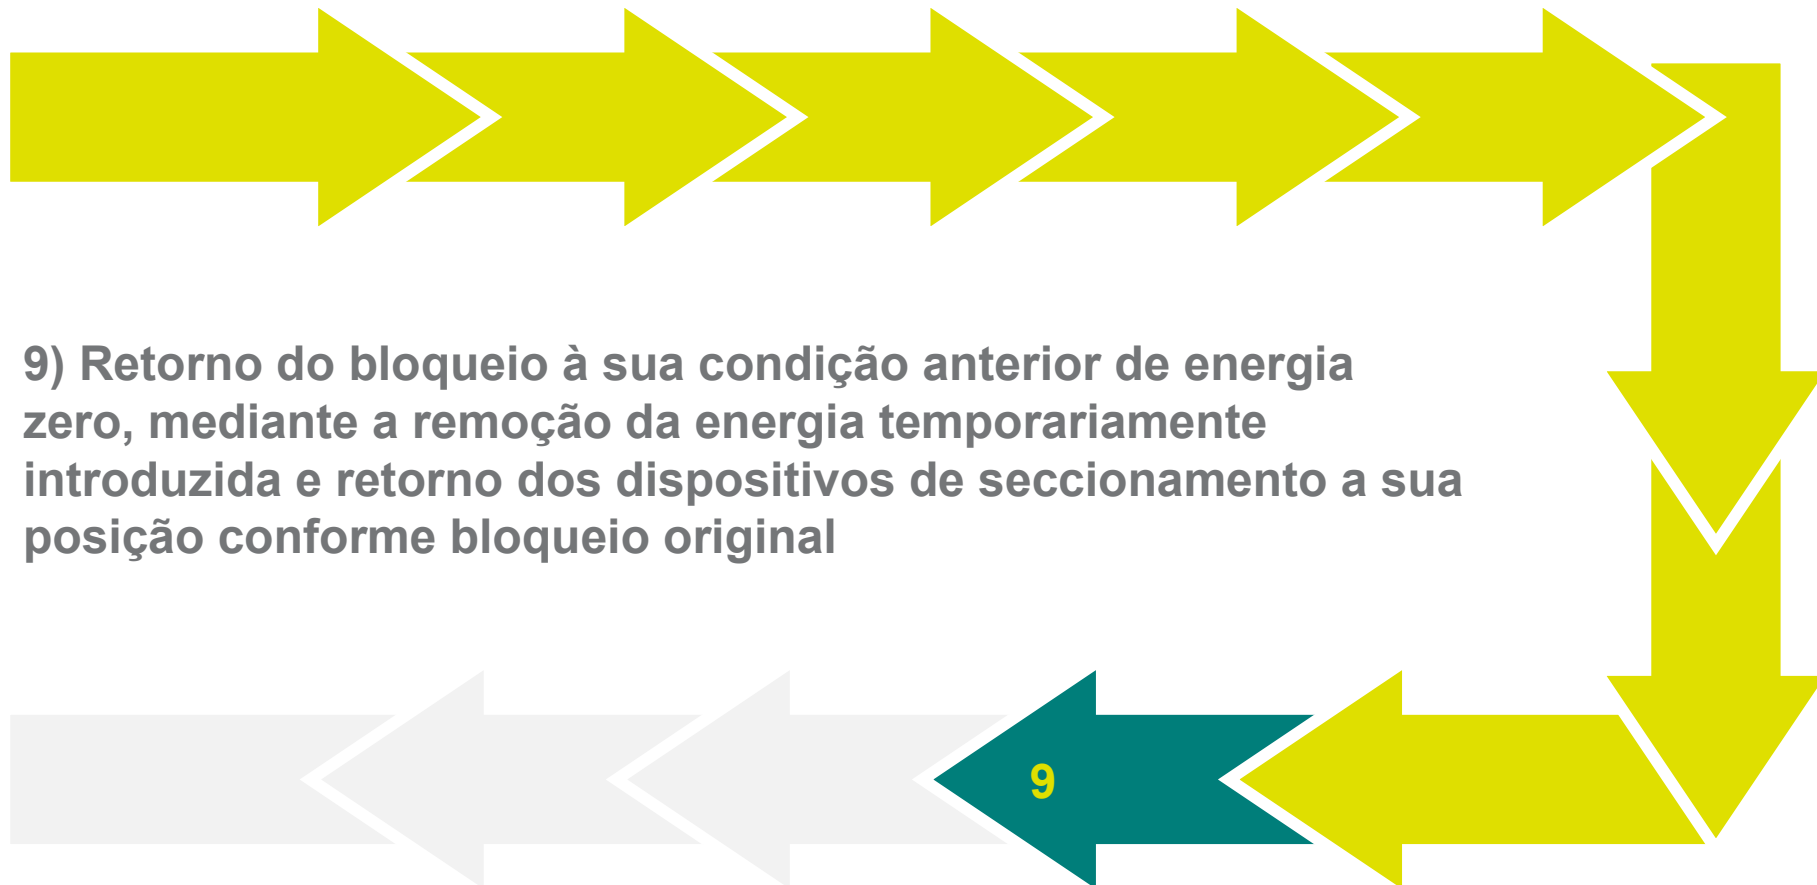 9) Retorno do bloqueio à sua condição anterior de energia
zero, mediante a remoção da energia temporariamente
introduzida e retorno dos dispositivos de seccionamento a sua
posição conforme bloqueio original
9